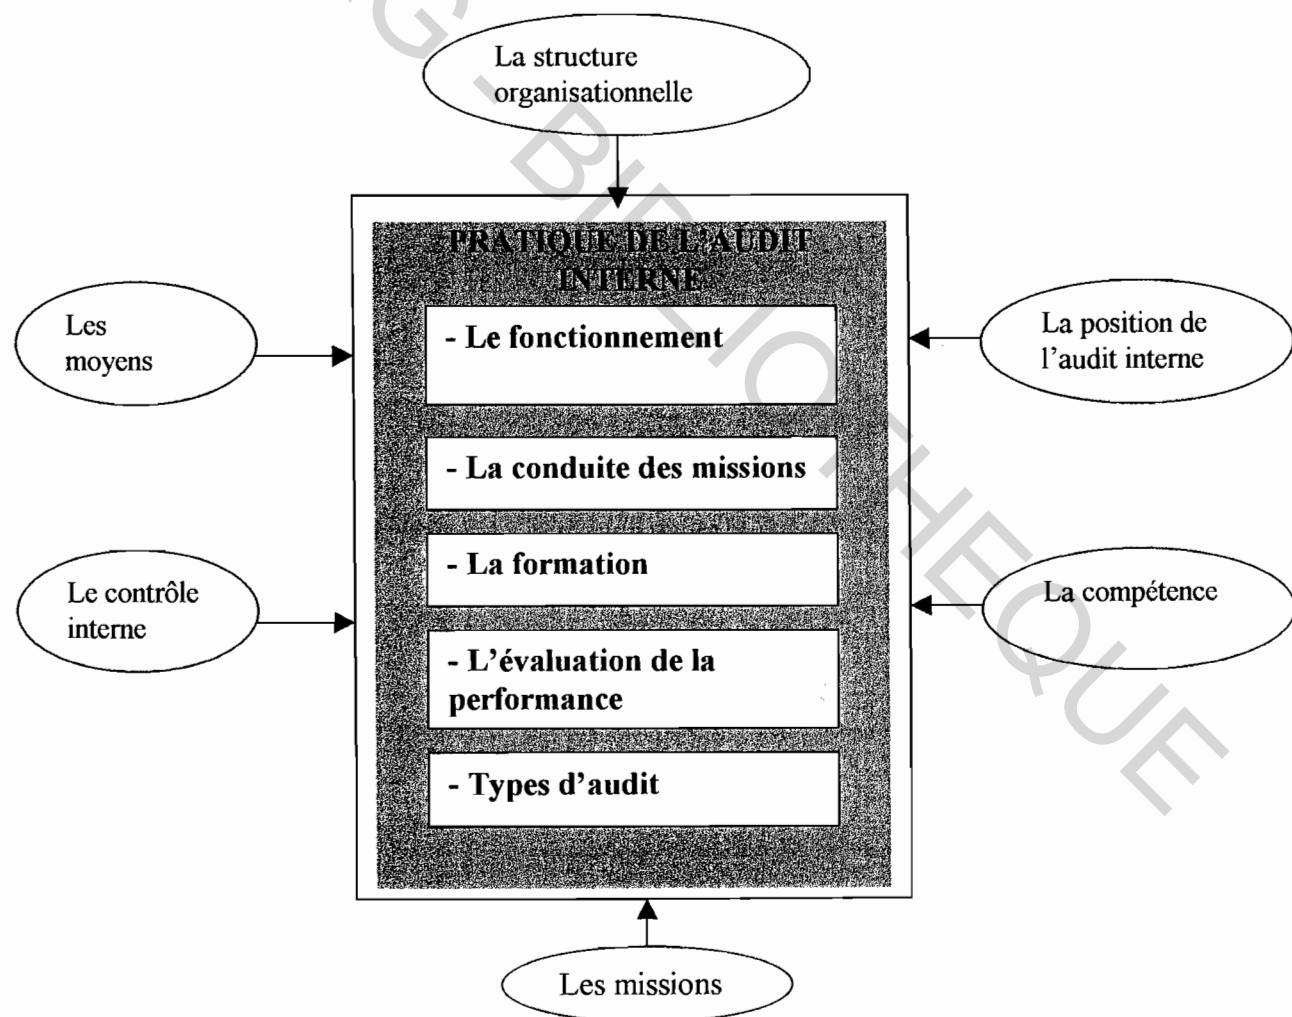 La structure
organisationnelle
PRATIQUE DE L'AUDIT
INTERNE
Les
moyens
- Le fonctionnement
La position de
l'audit interne
- La conduite des missions
- La formation
Le contrôle
interne
La compétence
- L'évaluation de la
performance
- Types d'audit
Les missions
G - BIBLIOTHEQUE